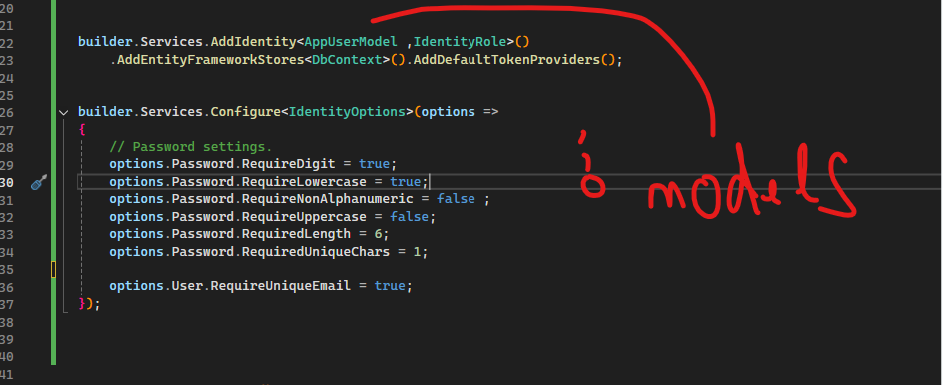 20
21
22 builder.Services.AddIdentity<AppUserModel ,IdentityRole>()
23 .AddEntityFrameworkStores<DbContext>().AddDefaultTokenProviders();
24
25
26 builder.Services.Configure<IdentityOptions>(options =>
27 {
28 // Password settings.
29 options.Password.RequireDigit = true;
30 options.Password.RequireLowercase = true;
31 options.Password.RequireNonAlphanumeric = false ;
32 options.Password.RequireUppercase = false;
33 options.Password.RequiredLength = 6;
34 options.Password.RequiredUniqueChars = 1;
35
36 options.User.RequireUniqueEmail = true;
37 });
38
39
40
41
ở models